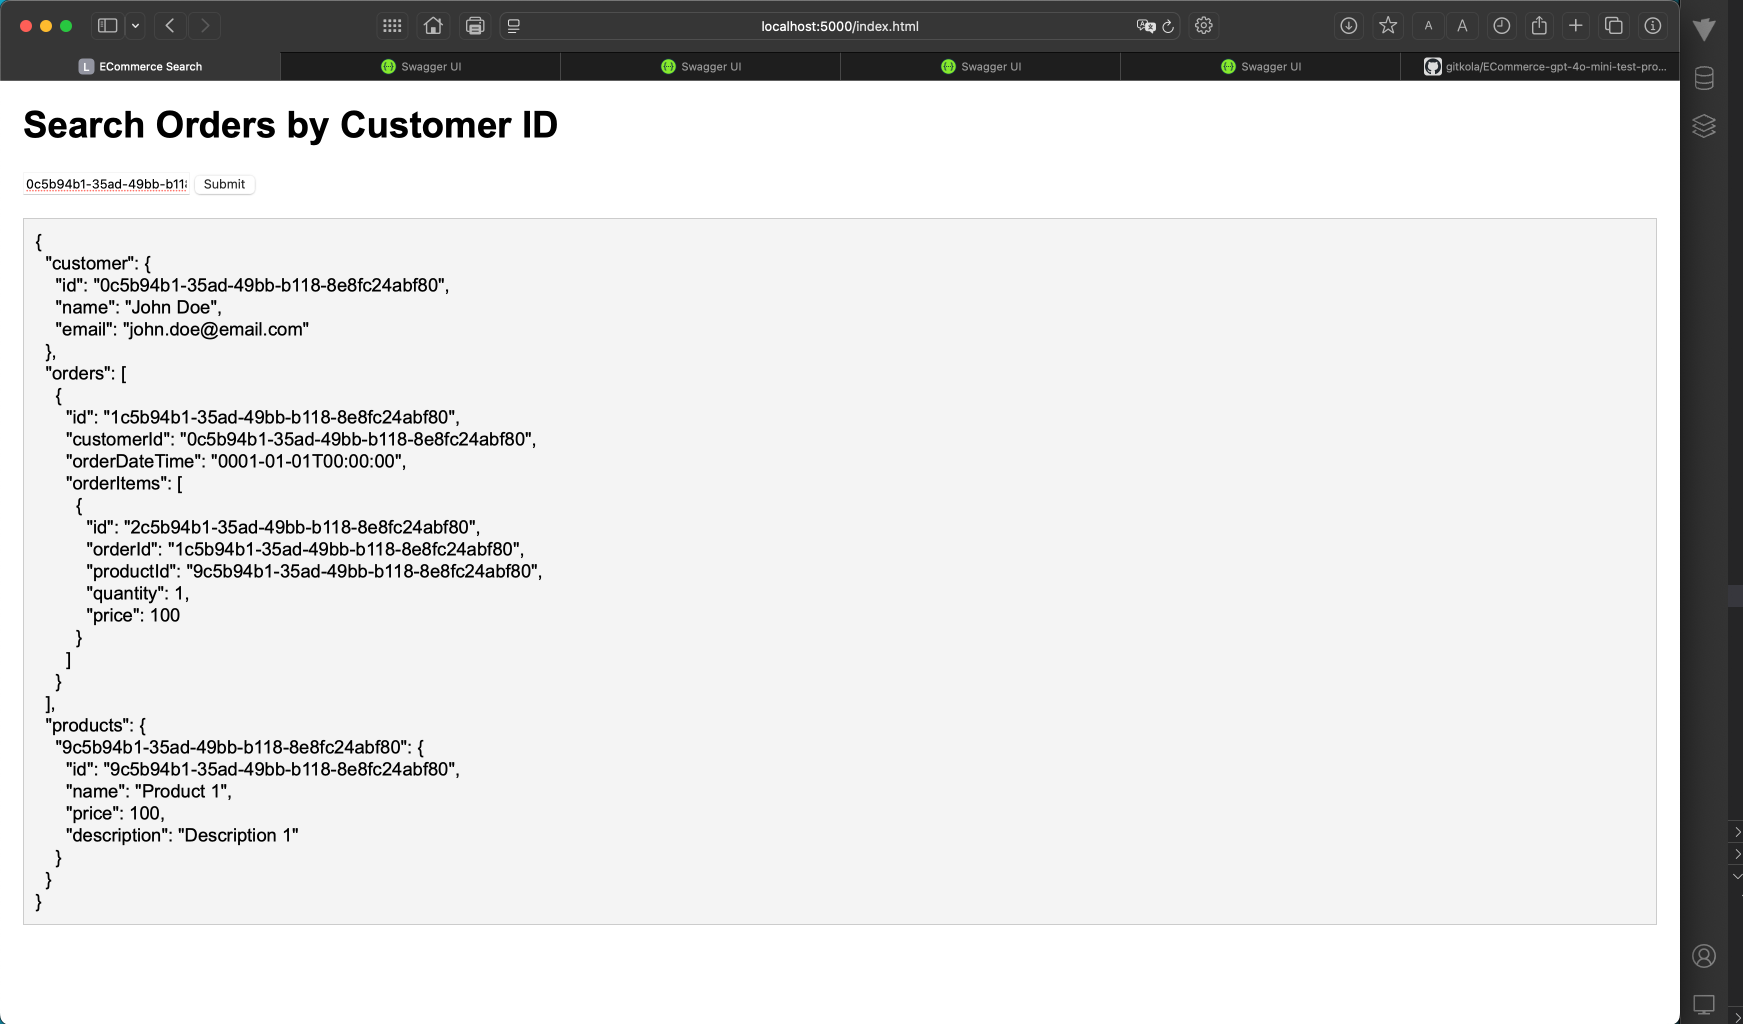 localhost:5000/index.html
A
A
L ECommerce Search
Swagger UI
Swagger UI
Swagger UI
Swagger UI
gitkola/ECommerce-gpt-4o-mini-test-pro...
Search Orders by Customer ID
0c5b94b1-35ad-49bb-b118
Submit
{
"customer": {
"id": "0c5b94b1-35ad-49bb-b118-8e8fc24abf80",
"name": "John Doe",
"email": "john.doe@email.com"
},
"orders": [
{
"id": "1c5b94b1-35ad-49bb-b118-8e8fc24abf80",
"customerId": "0c5b94b1-35ad-49bb-b118-8e8fc24abf80",
"orderDateTime": "0001-01-01T00:00:00",
"orderItems": [
{
"id": "2c5b94b1-35ad-49bb-b118-8e8fc24abf80",
"orderId": "1c5b94b1-35ad-49bb-b118-8e8fc24abf80",
"productId": "9c5b94b1-35ad-49bb-b118-8e8fc24abf80",
"quantity": 1,
"price": 100
}
]
}
],
"products": {
"9c5b94b1-35ad-49bb-b118-8e8fc24abf80": {
"id": "9c5b94b1-35ad-49bb-b118-8e8fc24abf80",
"name": "Product 1",
"price": 100,
"description": "Description 1"
}
}
}